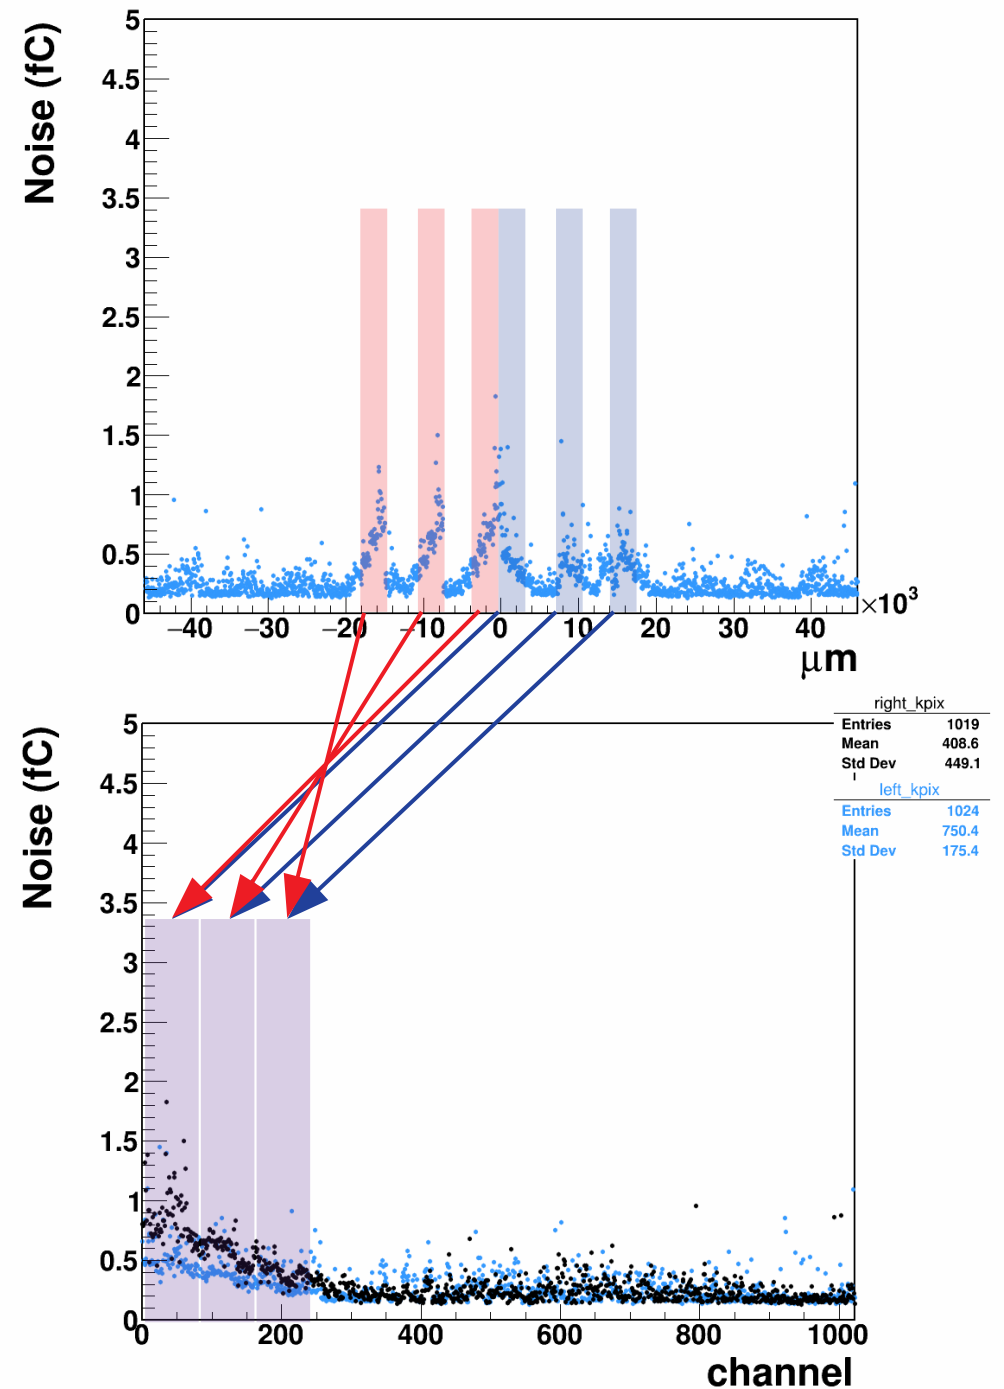 Noise (fC)
5
4.5
4
3.5
3
2.5
2
1.5
1
0.5
0
−40 −30 −20 −10 0 10 20 30 40
×10³
μm
Noise (fC)
5
4.5
4
3.5
3
2.5
2
1.5
1
0.5
0
0 200 400 600 800 1000
channel
right_kpix
Entries 1019
Mean 408.6
Std Dev 449.1
left_kpix
Entries 1024
Mean 750.4
Std Dev 175.4